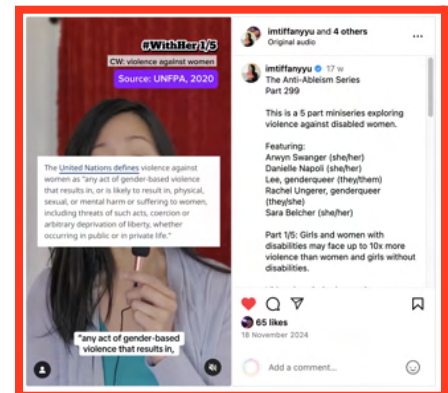 #WithHer 1/5
CW: violence against women
Source: UNFPA, 2020
The United Nations defines violence against
women as "any act of gender-based violence
that results in, or is likely to result in, physical,
sexual, or mental harm or suffering to women,
including threats of such acts, coercion or
arbitrary deprivation of liberty, whether
occurring in public or in private life."
"any act of gender-based
violence that results in,
imtiffanyyu and 4 others
Original audio
imtiffanyyu 17 w
The Anti-Ableism Series
Part 299
This is a 5 part miniseries exploring
violence against disabled women.
Featuring:
Arwyn Swanger (she/her)
Danielle Napoli (she/her)
Lee, genderqueer (they/them)
Rachel Ungerer, genderqueer
(they/she)
Sara Belcher (she/her)
Part 1/5: Girls and women with
disabilities may face up to 10x more
violence than women and girls without
disabilities.
65 likes
18 November 2024
Add a comment...